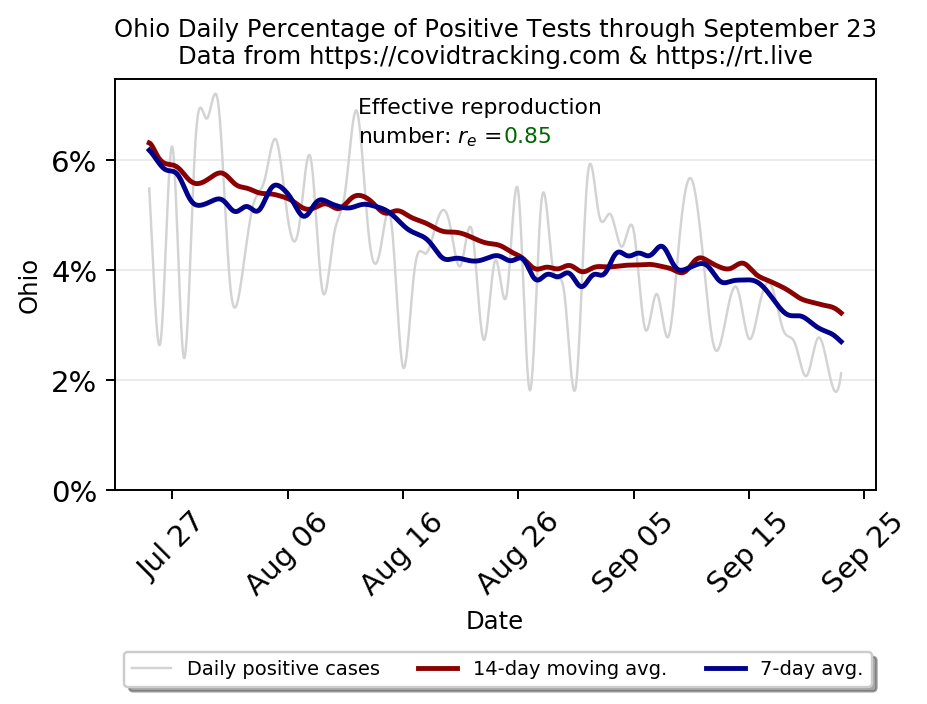 Ohio Daily Percentage of Positive Tests through September 23
Data from https://covidtracking.com & https://rt.live
Effective reproduction
number: rₑ =0.85
6%
4%
2%
0%
Ohio
Jul 27
Aug 06
Aug 16
Aug 26
Sep 05
Sep 15
Sep 25
Date
Daily positive cases
14-day moving avg.
7-day avg.